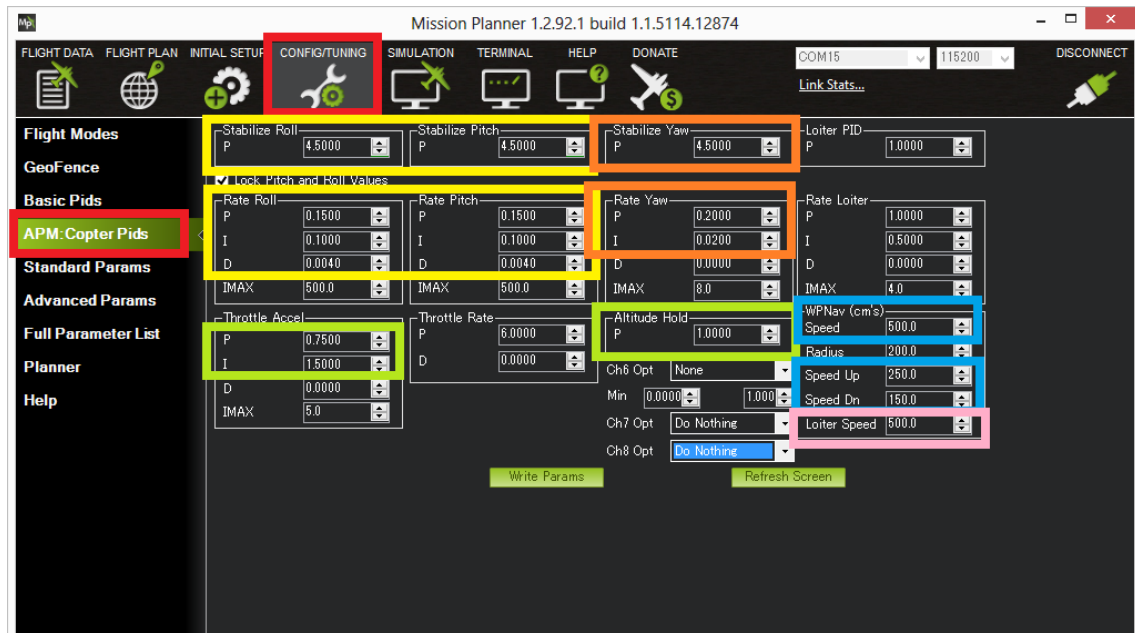 Mp
Mission Planner 1.2.92.1 build 1.1.5114.12874
FLIGHT DATA FLIGHT PLAN INITIAL SETUP CONFIG/TUNING SIMULATION TERMINAL HELP DONATE COM15 115200 DISCONNECT
Link Stats...
Flight Modes
GeoFence
Basic Pids
APM:Copter Pids
Standard Params
Advanced Params
Full Parameter List
Planner
Help
Stabilize Roll
P 4.5000
Stabilize Pitch
P 4.5000
Stabilize Yaw
P 4.5000
Loiter PID
P 1.0000
Lock Pitch and Roll Values
Rate Roll
P 0.1500
I 0.1000
D 0.0040
IMAX 500.0
Rate Pitch
P 0.1500
I 0.1000
D 0.0040
IMAX 500.0
Rate Yaw
P 0.2000
I 0.0200
D 0.0000
IMAX 8.0
Rate Loiter
P 1.0000
I 0.5000
D 0.0000
IMAX 4.0
Throttle Accel
P 0.7500
I 1.5000
D 0.0000
IMAX 5.0
Throttle Rate
P 6.0000
D 0.0000
Altitude Hold
P 1.0000
Ch6 Opt None
Min 0.0000 1.000
Ch7 Opt Do Nothing
Ch8 Opt Do Nothing
WPNav (cm's)
Speed 500.0
Radius 200.0
Speed Up 250.0
Speed Dn 150.0
Loiter Speed 500.0
Write Params
Refresh Screen